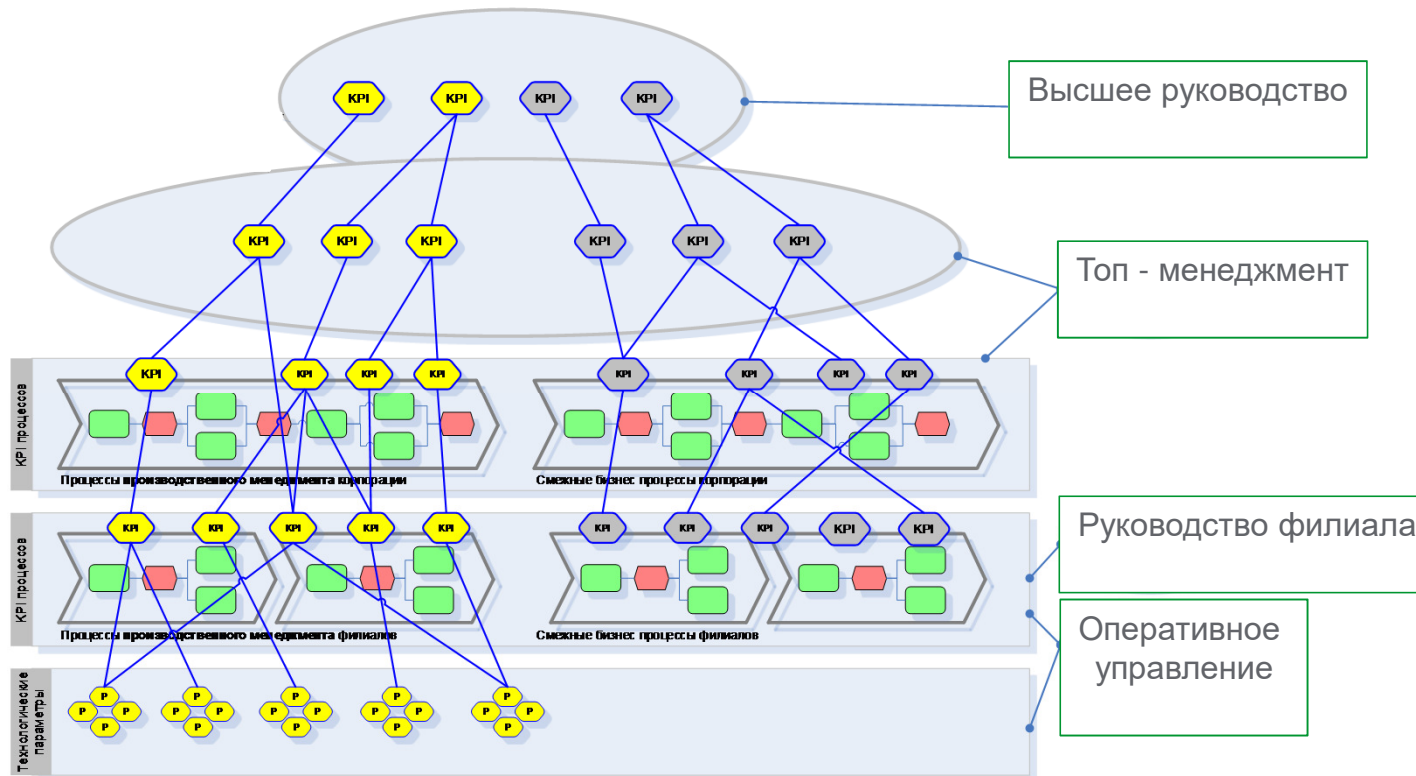 KPI KPI KPI KPI
Высшее руководство
KPI KPI KPI KPI KPI KPI
Топ - менеджмент
KPI процессов
KPI KPI KPI KPI KPI KPI KPI KPI
Процессы производственного менеджмента корпорации
Смежные бизнес процессы корпорации
KPI процессов
KPI KPI KPI KPI KPI KPI KPI KPI KPI KPI
Руководство филиала
Процессы производственного менеджмента филиалов
Смежные бизнес процессы филиалов
Оперативное
управление
Технологические
параметры
P P P P P
P P P P P P P P P P
P P P P P